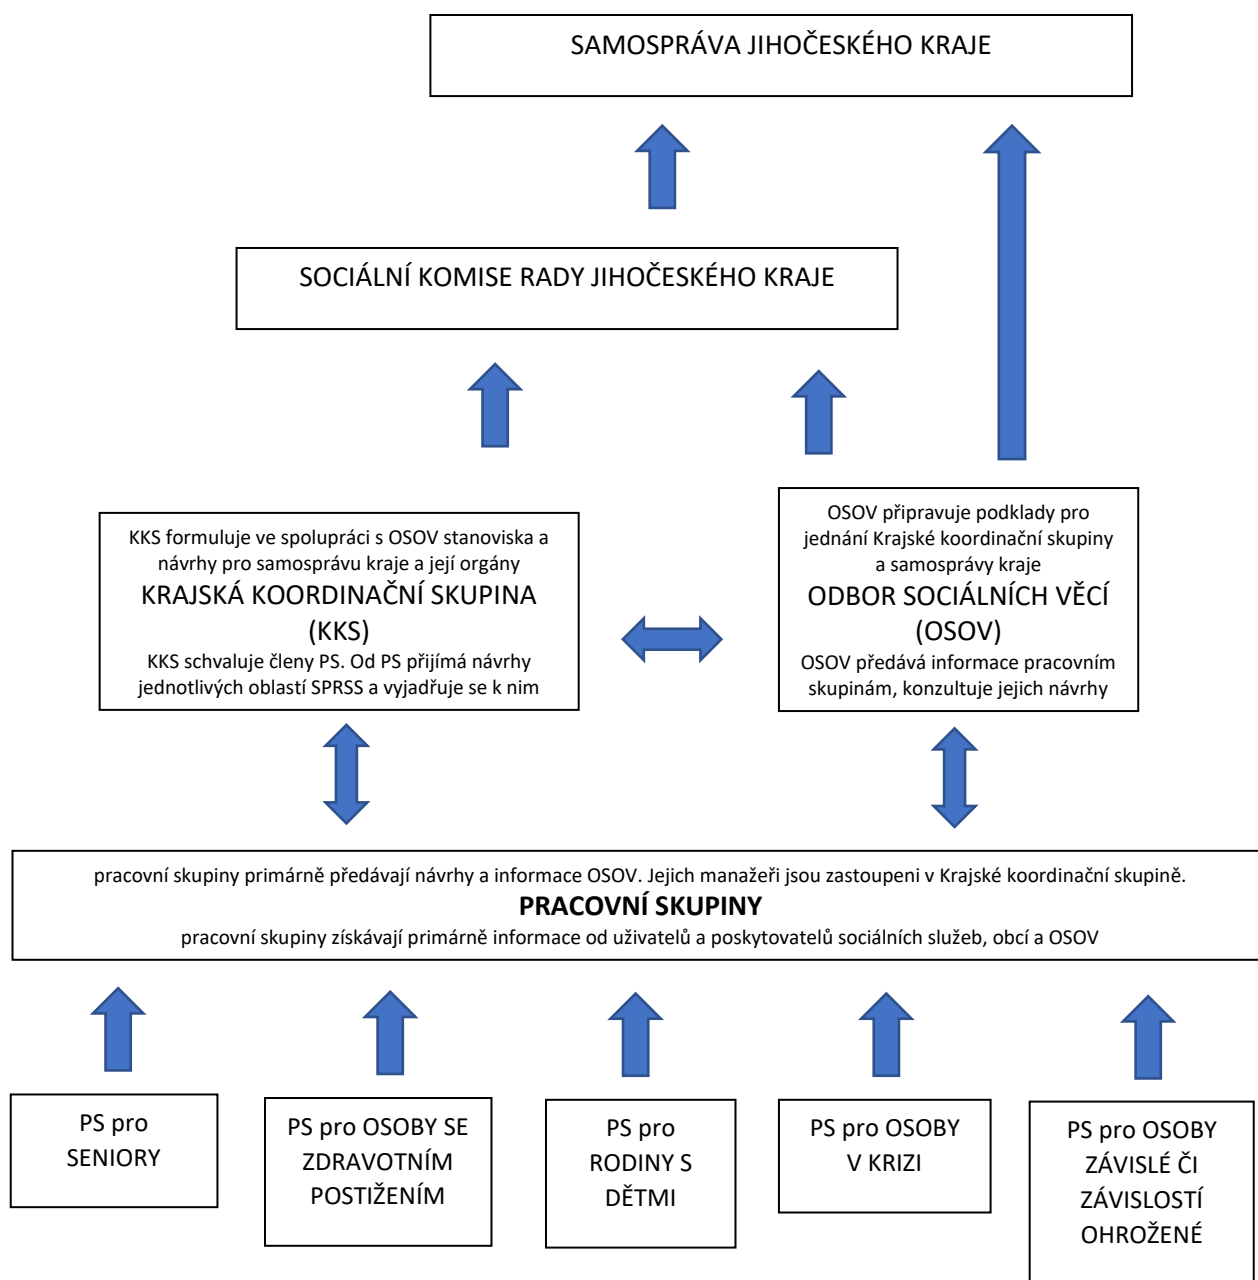 SAMOSPRÁVA JIHOČESKÉHO KRAJE
SOCIÁLNÍ KOMISE RADY JIHOČESKÉHO KRAJE
KKS formuluje ve spolupráci s OSOV stanoviska a
návrhy pro samosprávu kraje a její orgány
KRAJSKÁ KOORDINAČNÍ SKUPINA
(KKS)
KKS schvaluje členy PS. Od PS přijímá návrhy
jednotlivých oblastí SPRSS a vyjadřuje se k nim
OSOV připravuje podklady pro
jednání Krajské koordinační skupiny
a samosprávy kraje
ODBOR SOCIÁLNÍCH VĚCÍ
(OSOV)
OSOV předává informace pracovním
skupinám, konzultuje jejich návrhy
pracovní skupiny primárně předávají návrhy a informace OSOV. Jejich manažeři jsou zastoupeni v Krajské koordinační skupině.
PRACOVNÍ SKUPINY
pracovní skupiny získávají primárně informace od uživatelů a poskytovatelů sociálních služeb, obcí a OSOV
PS pro
SENIORY
PS pro OSOBY SE
ZDRAVOTNÍM
POSTIŽENÍM
PS pro
RODINY S
DĚTMI
PS pro OSOBY
V KRIZI
PS pro OSOBY
ZÁVISLÉ ČI
ZÁVISLOSTÍ
OHROŽENÉ